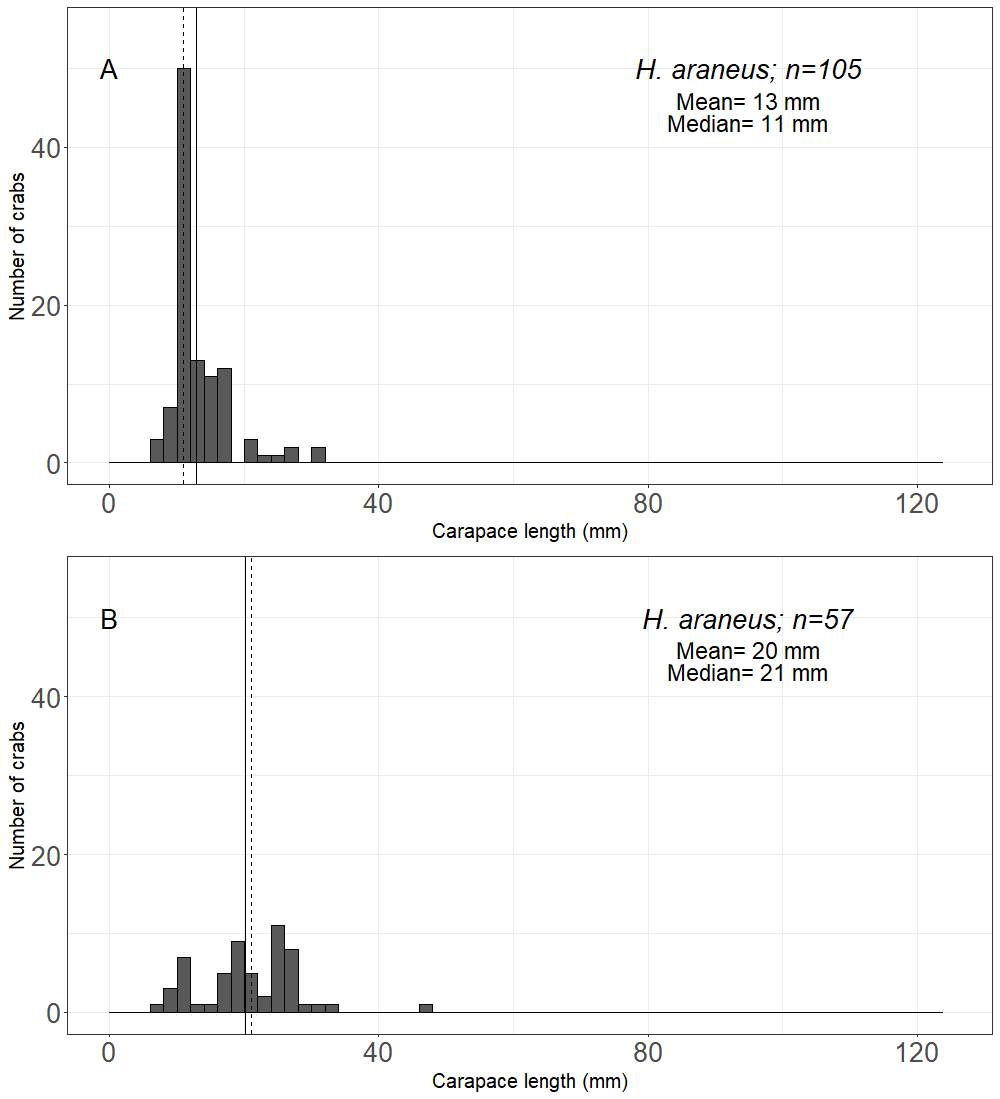 A
H. araneus; n=105
Mean= 13 mm
Median= 11 mm
Number of crabs
40
20
0
0 40 80 120
Carapace length (mm)
B
H. araneus; n=57
Mean= 20 mm
Median= 21 mm
Number of crabs
40
20
0
0 40 80 120
Carapace length (mm)